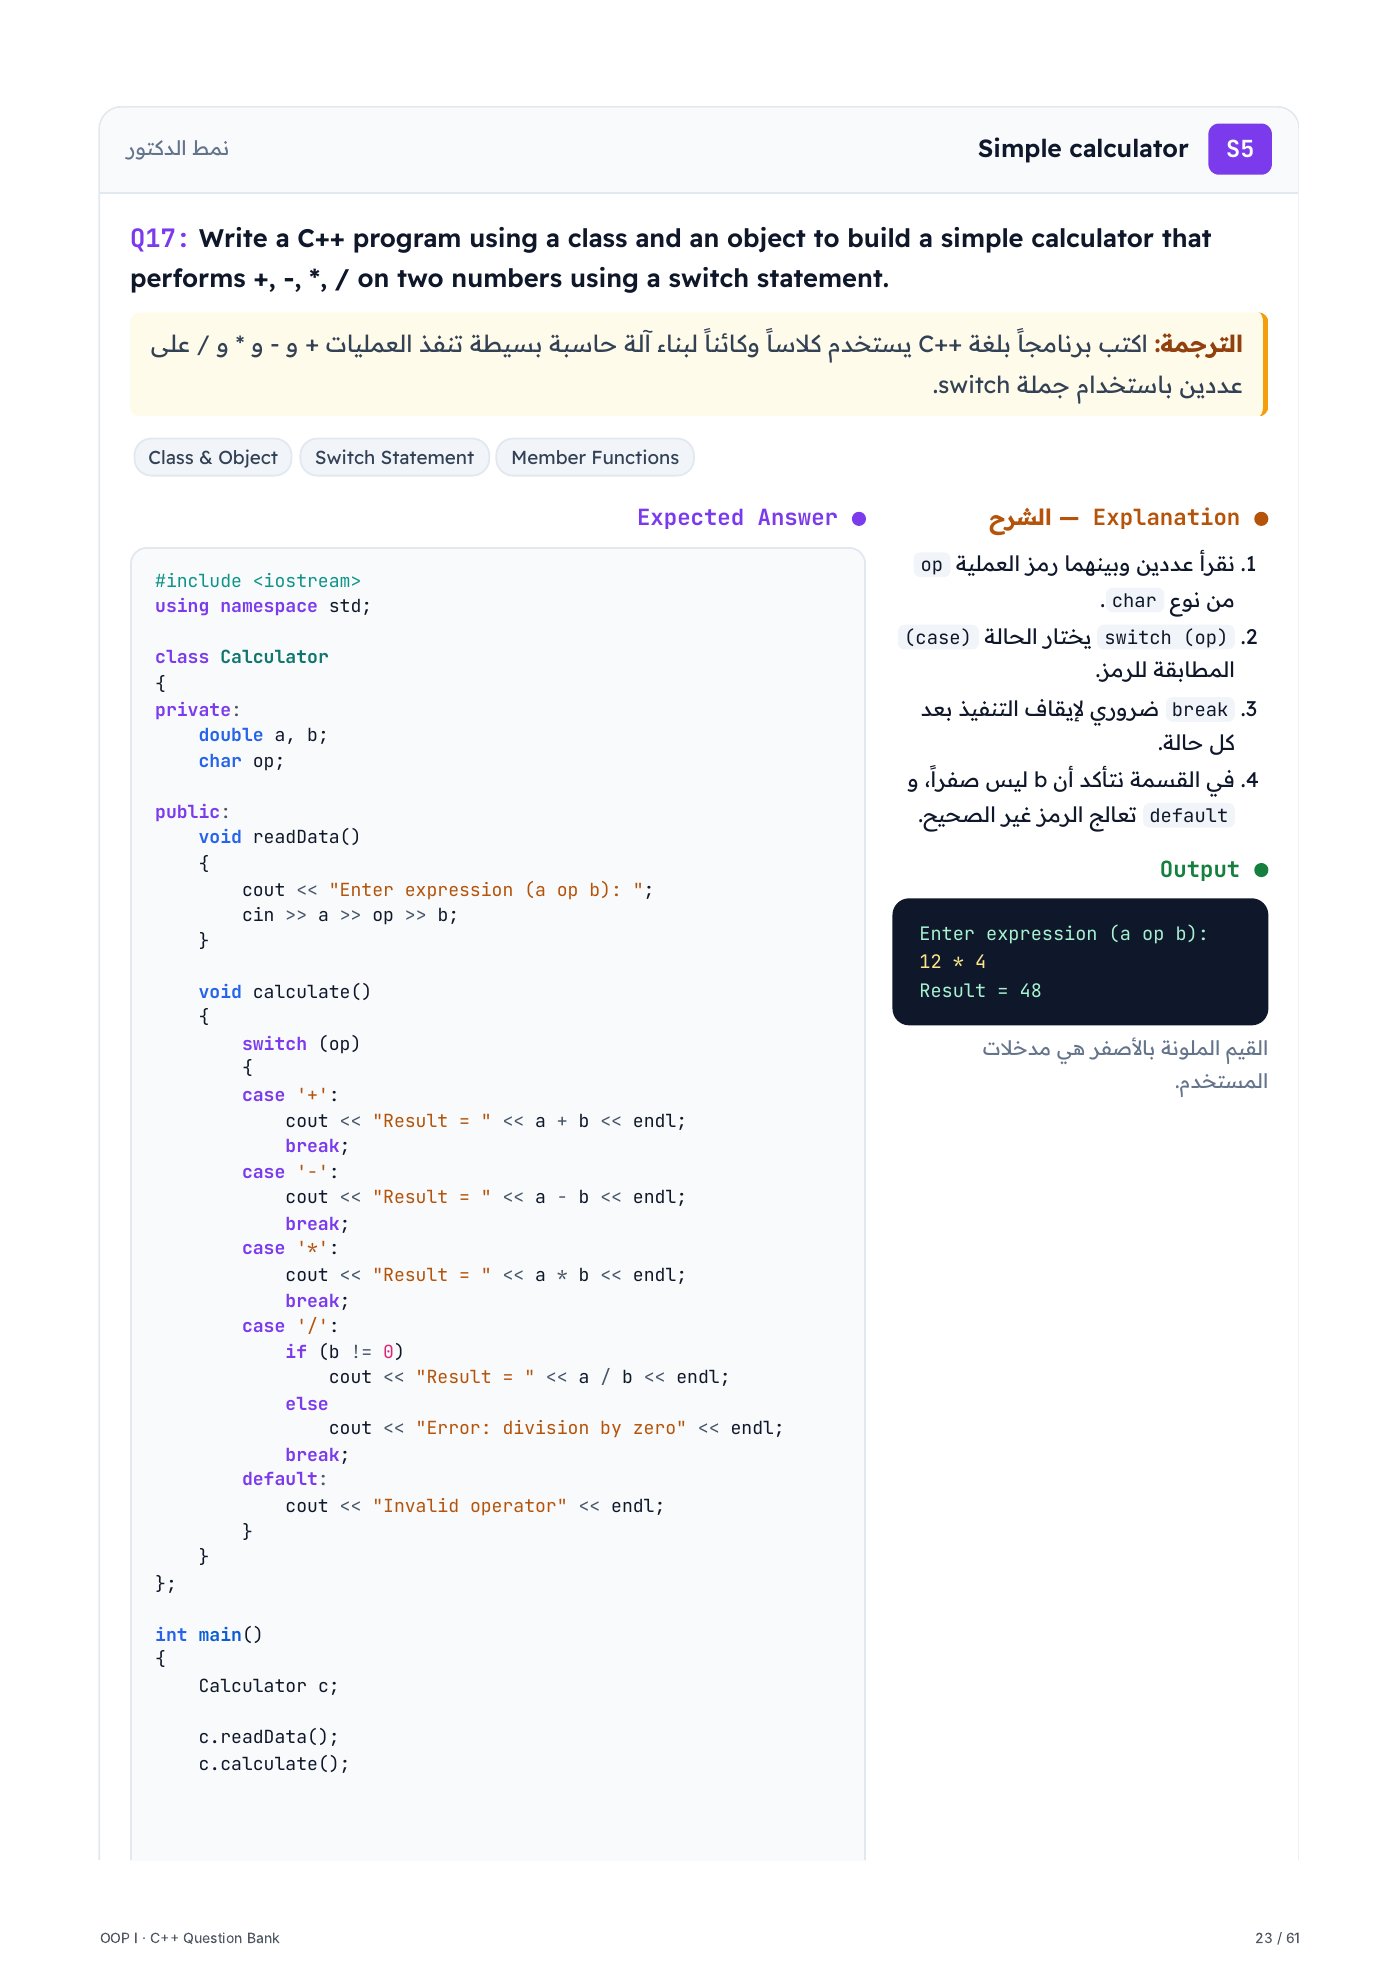 S5 Simple calculator
نمط الدكتور
Q17: Write a C++ program using a class and an object to build a simple calculator that
performs +, -, *, / on two numbers using a switch statement.
الترجمة: اكتب برنامجاً بلغة C++ يستخدم كلاساً وكائناً لبناء آلة حاسبة بسيطة تنفذ العمليات + و - و * و / على
عددين باستخدام جملة switch.
Class & Object
Switch Statement
Member Functions
Explanation — الشرح
1. نقرأ عددين وبينهما رمز العملية op
من نوع char.
2. switch (op) يختار الحالة (case)
المطابقة للرمز.
3. break ضروري لإيقاف التنفيذ بعد
كل حالة.
4. في القسمة نتأكد أن b ليس صفراً، و
default تعالج الرمز غير الصحيح.
Output
Enter expression (a op b):
12 * 4
Result = 48
القيم الملونة بالأصفر هي مدخلات
المستخدم.
Expected Answer
#include <iostream>
using namespace std;
class Calculator
{
private:
    double a, b;
    char op;
public:
    void readData()
    {
        cout << "Enter expression (a op b): ";
        cin >> a >> op >> b;
    }
    void calculate()
    {
        switch (op)
        {
        case '+':
            cout << "Result = " << a + b << endl;
            break;
        case '-':
            cout << "Result = " << a - b << endl;
            break;
        case '*':
            cout << "Result = " << a * b << endl;
            break;
        case '/':
            if (b != 0)
                cout << "Result = " << a / b << endl;
            else
                cout << "Error: division by zero" << endl;
            break;
        default:
            cout << "Invalid operator" << endl;
        }
    }
};
int main()
{
    Calculator c;
    c.readData();
    c.calculate();
OOP I · C++ Question Bank
23 / 61